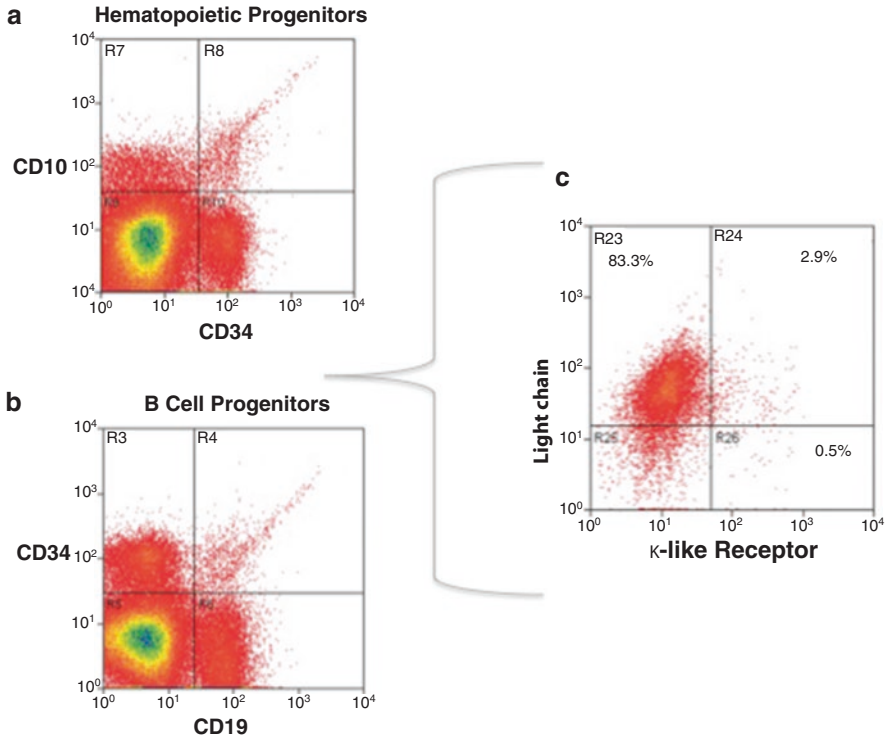 a
Hematopoietic Progenitors
R7
R8
CD10
10⁴
10³
10²
10¹
10⁴
10⁰
10¹
10²
10³
10⁴
CD34
b
B Cell Progenitors
R3
R4
CD34
10⁴
10³
10²
10¹
10⁰
R5
10⁰
10¹
10²
10³
10⁴
CD19
c
R23
83.3%
R24
2.9%
Light chain
10⁴
10³
10²
10¹
10⁰
R26
0.5%
10⁰
10¹
10²
10³
10⁴
κ-like Receptor